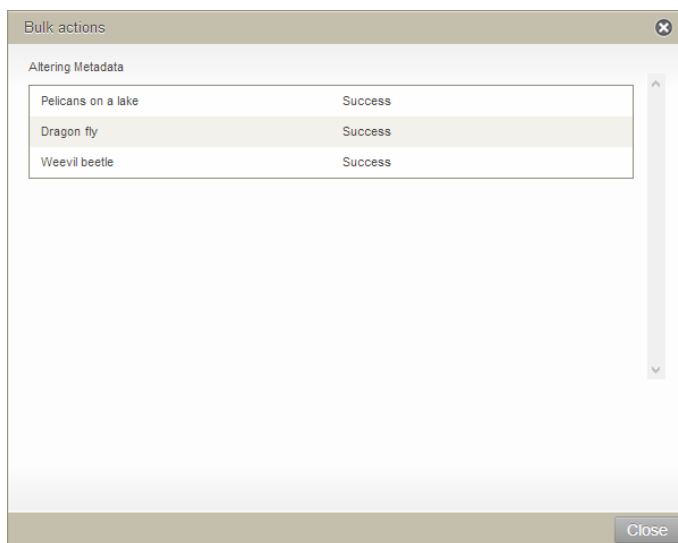 Bulk actions
Altering Metadata
Pelicans on a lake Success
Dragon fly Success
Weevil beetle Success
Close